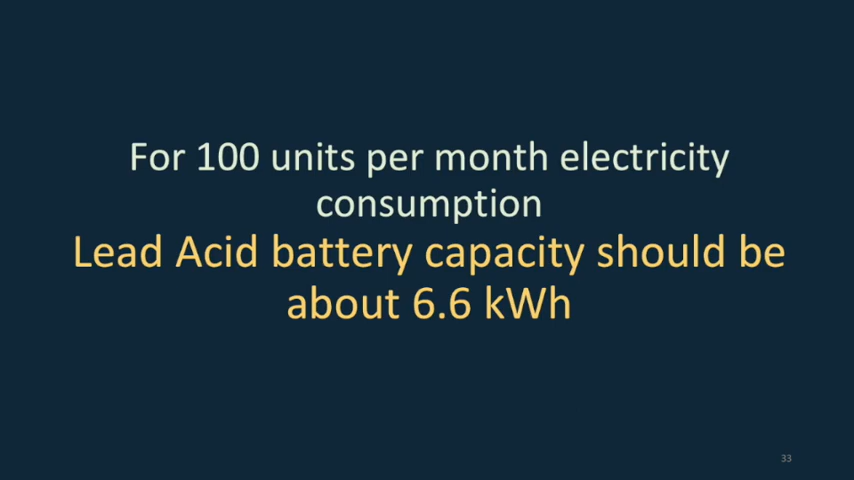 For 100 units per month electricity
consumption
Lead Acid battery capacity should be
about 6.6 kWh
33